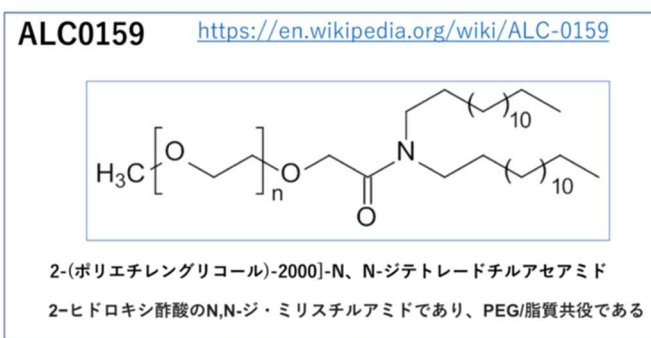 ALC0159 https://en.wikipedia.org/wiki/ALC-0159
H₃C O n O O N 10 10
2-(ポリエチレングリコール)-2000]-N、N-ジテトレードチルアセアミド
2−ヒドロキシ酢酸のN,N-ジ・ミリスチルアミドであり、PEG/脂質共役である